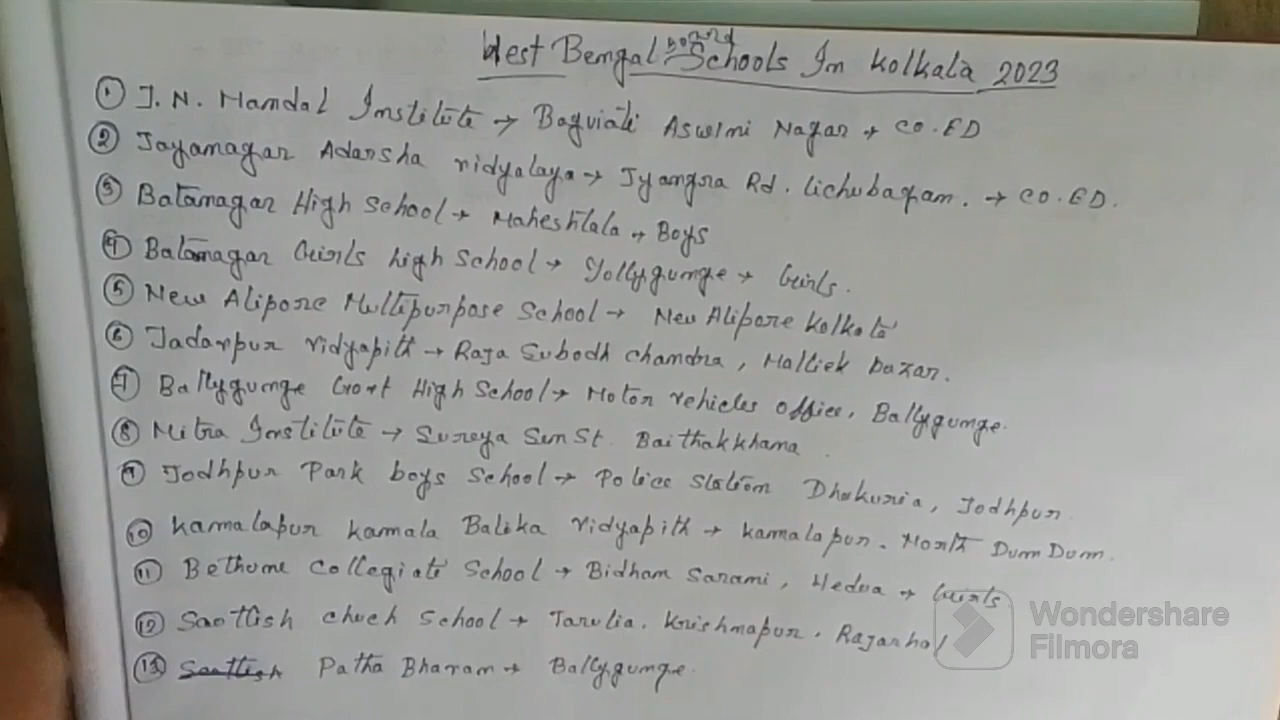 West Bengal Board Schools In Kolkata 2023
① J. N. Mandal Institute → Baguiati Aswini Nagar → CO.ED
② Jayanagar Adarsha Vidyalaya → Jyangra Rd. Lichubagan. → CO.ED.
③ Batanagar High School → Maheshtala → Boys
④ Batanagar Girls high School → Tollygunge → Girls.
⑤ New Alipore Multipurpose School → New Alipore Kolkata
⑥ Jadavpur Vidyapith → Raja Subodh Chandra, Mallick bazar.
⑦ Ballygunge Govt High School → Motor vehicles office, Ballygunge.
⑧ Mitra Institute → Sureya Sen St. Baithakkhana
⑨ Jodhpur Park boys School → Police Station Dhakuria, Jodhpur
⑩ Kamalapur Kamala Balika Vidyapith → Kamalapur. North Dum Dum.
⑪ Bethune Collegiate School → Bidhan Sarani, Hedua → Girls
⑫ Saottish chuch School → Tarulia. Krishnapur. Rajarhat
⑬ Patha Bhavan → Ballygunge
Wondershare
Filmora